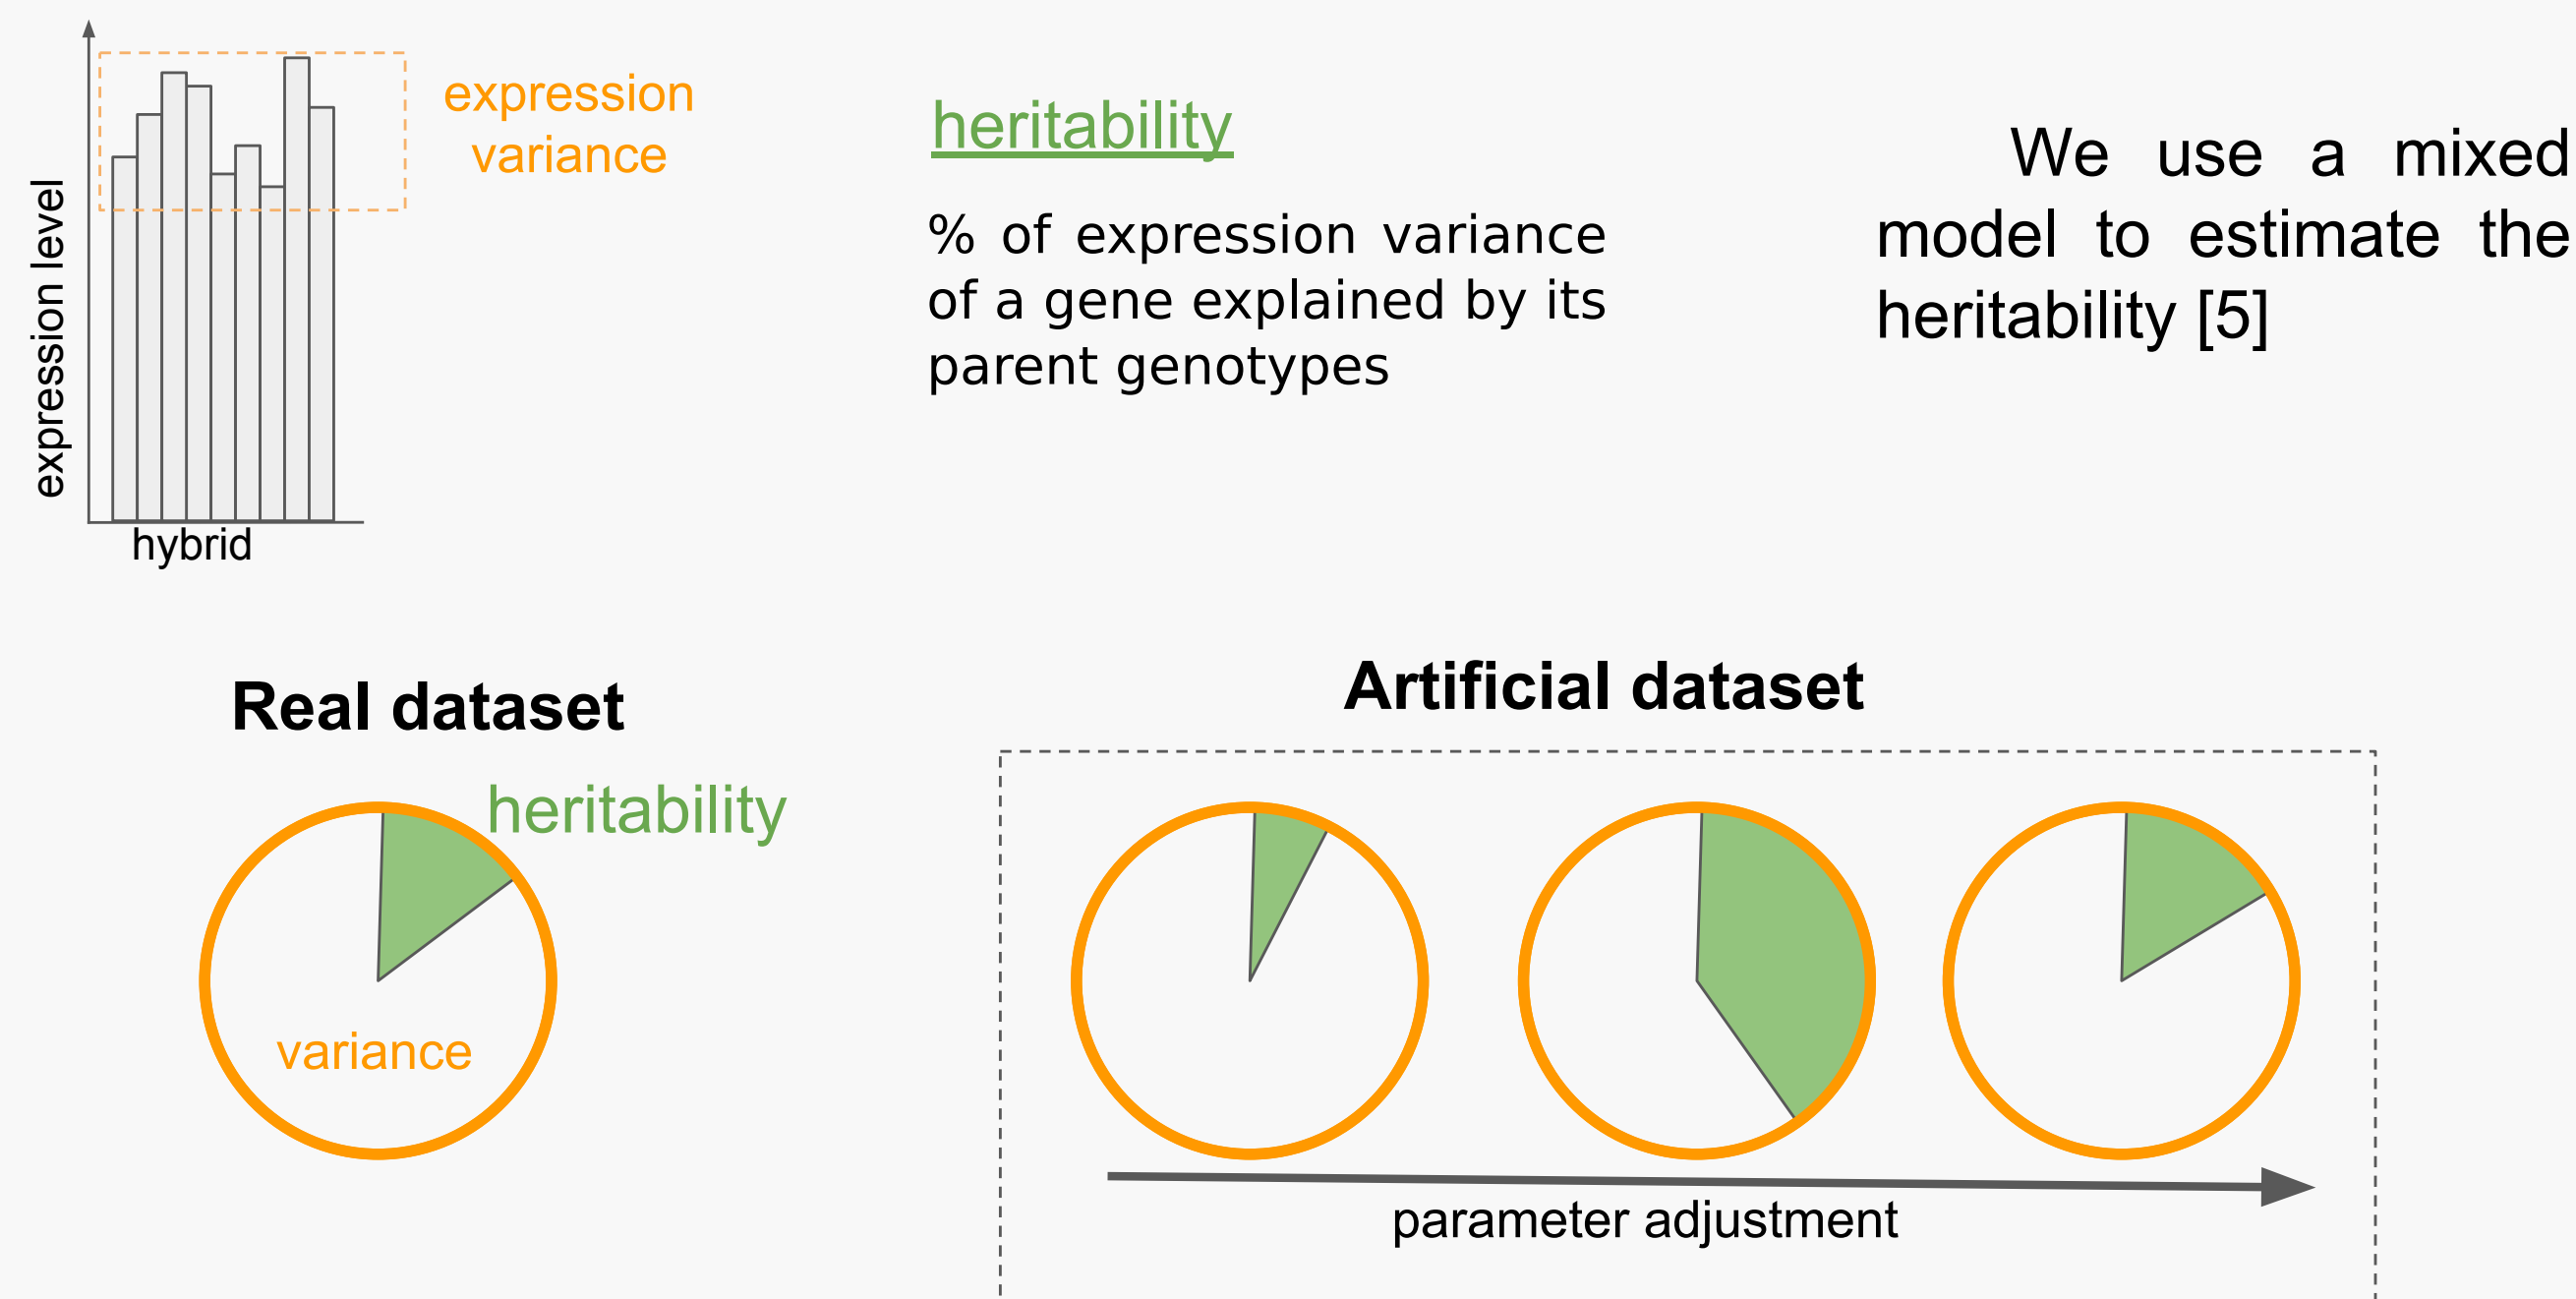 expression level
hybrid
expression
variance
heritability
% of expression variance
of a gene explained by its
parent genotypes
We use a mixed
model to estimate the
heritability [5]
Real dataset
heritability
variance
Artificial dataset
parameter adjustment